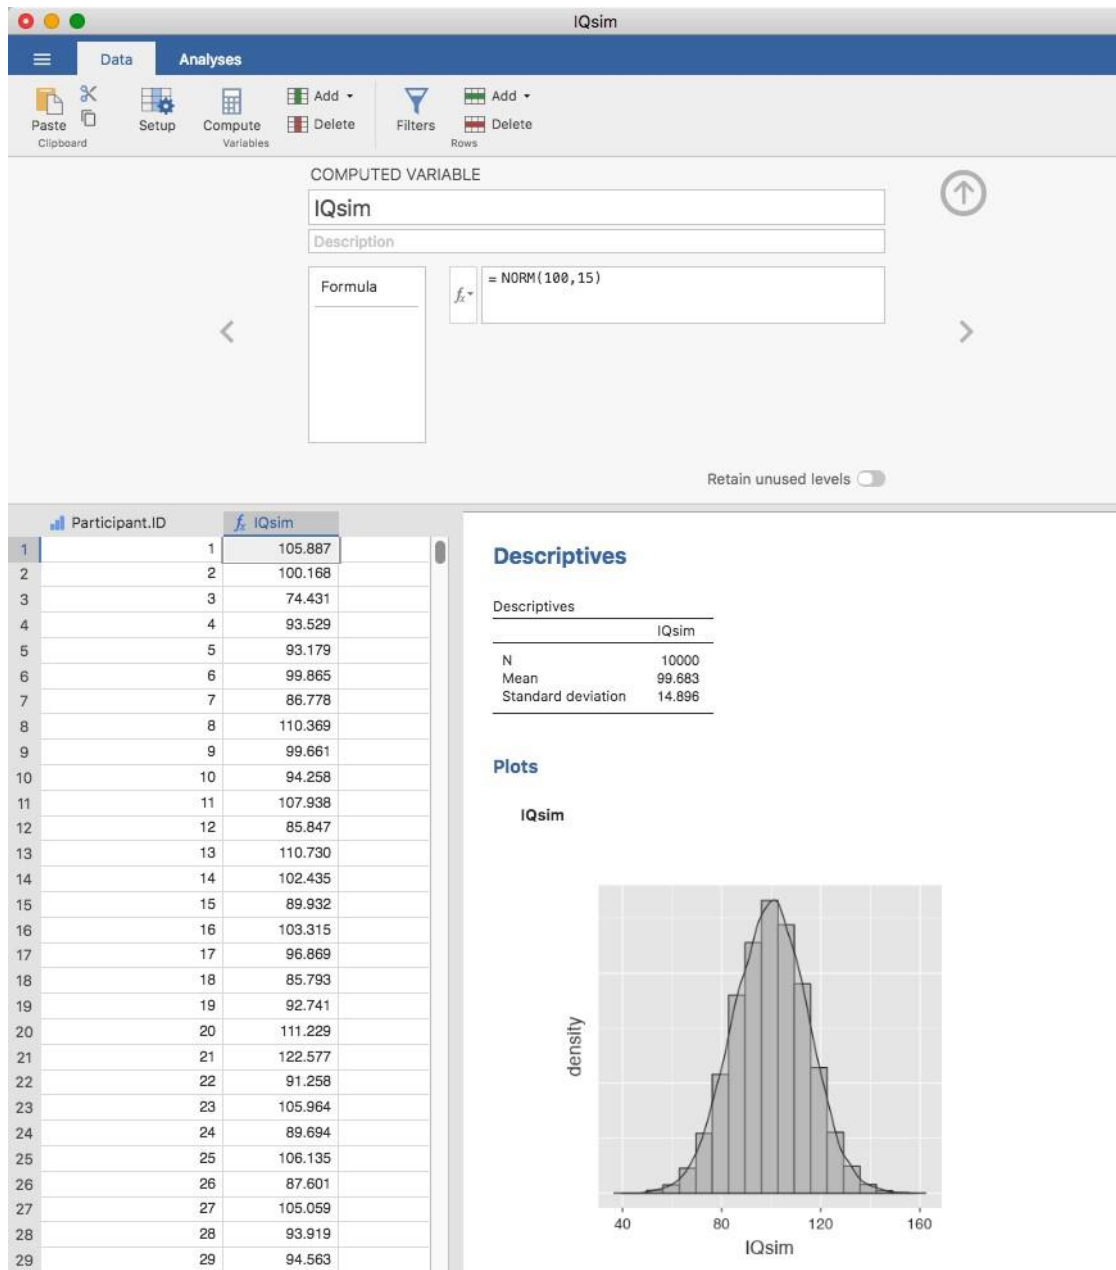 IQsim
Data Analyses
Paste Setup Compute Add Delete Filters Add Delete
Clipboard Variables Rows
COMPUTED VARIABLE
IQsim
Description
Formula
fx = NORM(100,15)
Retain unused levels
Participant.ID fx IQsim
1 1 105.887
2 2 100.168
3 3 74.431
4 4 93.529
5 5 93.179
6 6 99.865
7 7 86.778
8 8 110.369
9 9 99.661
10 10 94.258
11 11 107.938
12 12 85.847
13 13 110.730
14 14 102.435
15 15 89.932
16 16 103.315
17 17 96.869
18 18 85.793
19 19 92.741
20 20 111.229
21 21 122.577
22 22 91.258
23 23 105.964
24 24 89.694
25 25 106.135
26 26 87.601
27 27 105.059
28 28 93.919
29 29 94.563
Descriptives
Descriptives
IQsim
N 10000
Mean 99.683
Standard deviation 14.896
Plots
IQsim
density
40 80 120 160
IQsim